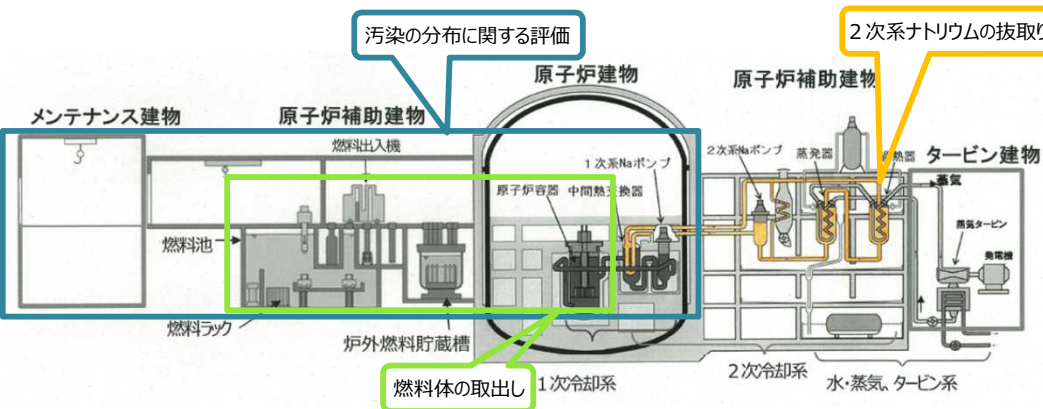 汚染の分布に関する評価
2次系ナトリウムの抜取り
原子炉建物
原子炉補助建物
メンテナンス建物
原子炉補助建物
タービン建物
燃料出入機
1次系Naポンプ
2次系Naポンプ
蒸発器
蒸気
原子炉容器
中間熱交換器
蒸気タービン
発電機
燃料池
燃料ラック
炉外燃料貯蔵槽
燃料体の取出し
1次冷却系
2次冷却系
水・蒸気、タービン系